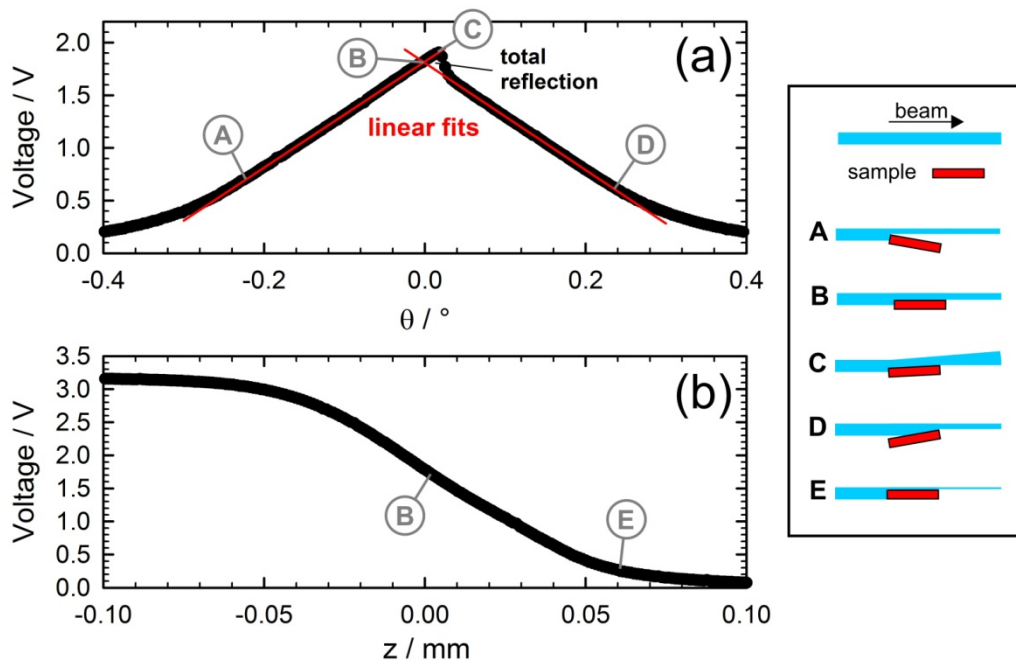 (a)
2.0
1.5
1.0
0.5
0.0
Voltage / V
A
B
C
D
total
reflection
linear fits
-0.4
-0.2
0.0
0.2
0.4
θ / °
(b)
3.5
3.0
2.5
2.0
1.5
1.0
0.5
0.0
Voltage / V
B
E
-0.10
-0.05
0.00
0.05
0.10
z / mm
beam
sample
A
B
C
D
E